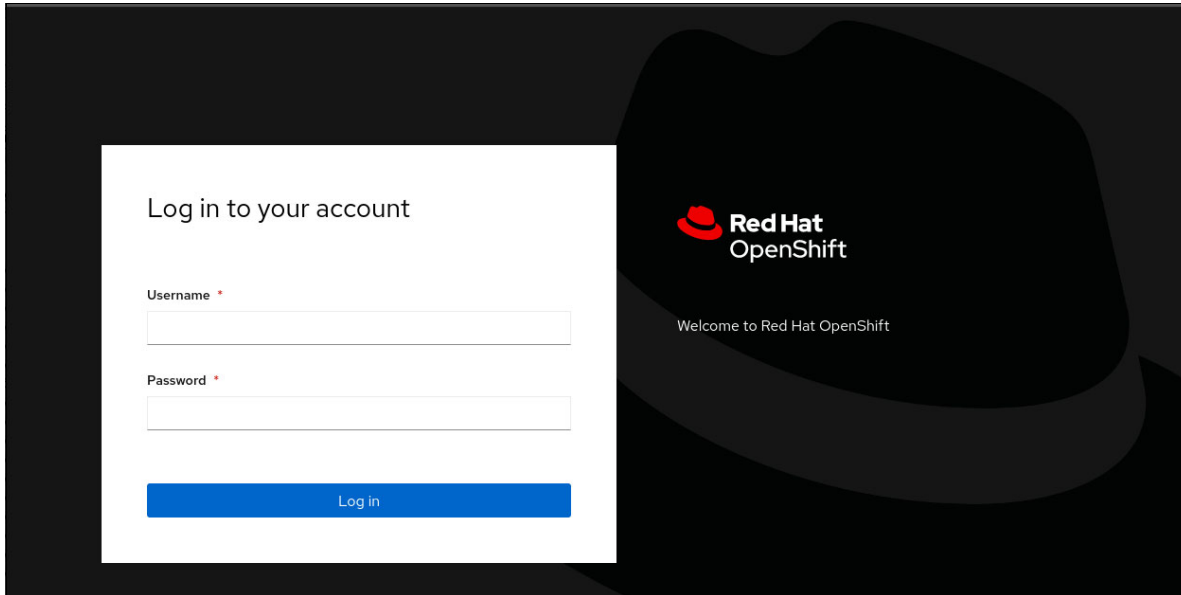 Log in to your account
Username *
Password *
Log in
Red Hat
OpenShift
Welcome to Red Hat OpenShift